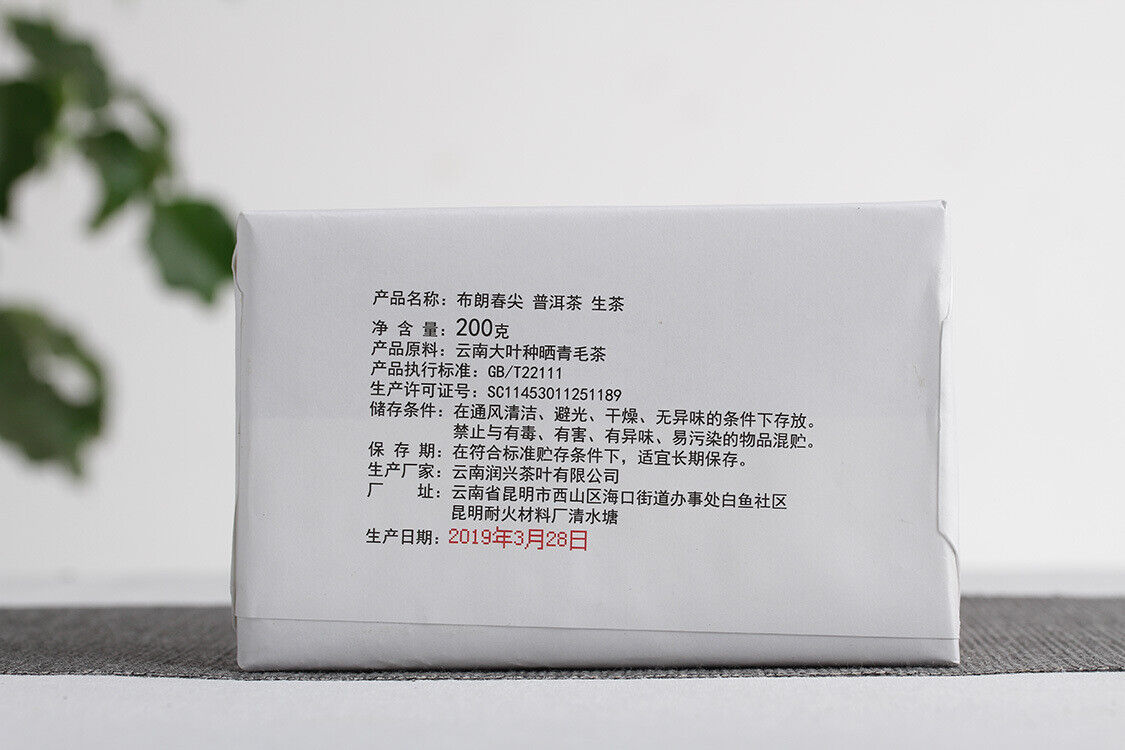 产品名称：布朗春尖 普洱茶 生茶
净 含 量：200克
产品原料：云南大叶种晒青毛茶
产品执行标准：GB/T22111
生产许可证号：SC11453011251189
储存条件：在通风清洁、避光、干燥、无异味的条件下存放。
禁止与有毒、有害、有异味、易污染的物品混贮。
保 存 期：在符合标准贮存条件下，适宜长期保存。
生产厂家：云南润兴茶叶有限公司
厂 址：云南省昆明市西山区海口街道办事处白鱼社区
昆明耐火材料厂清水塘
生产日期：2019年3月28日